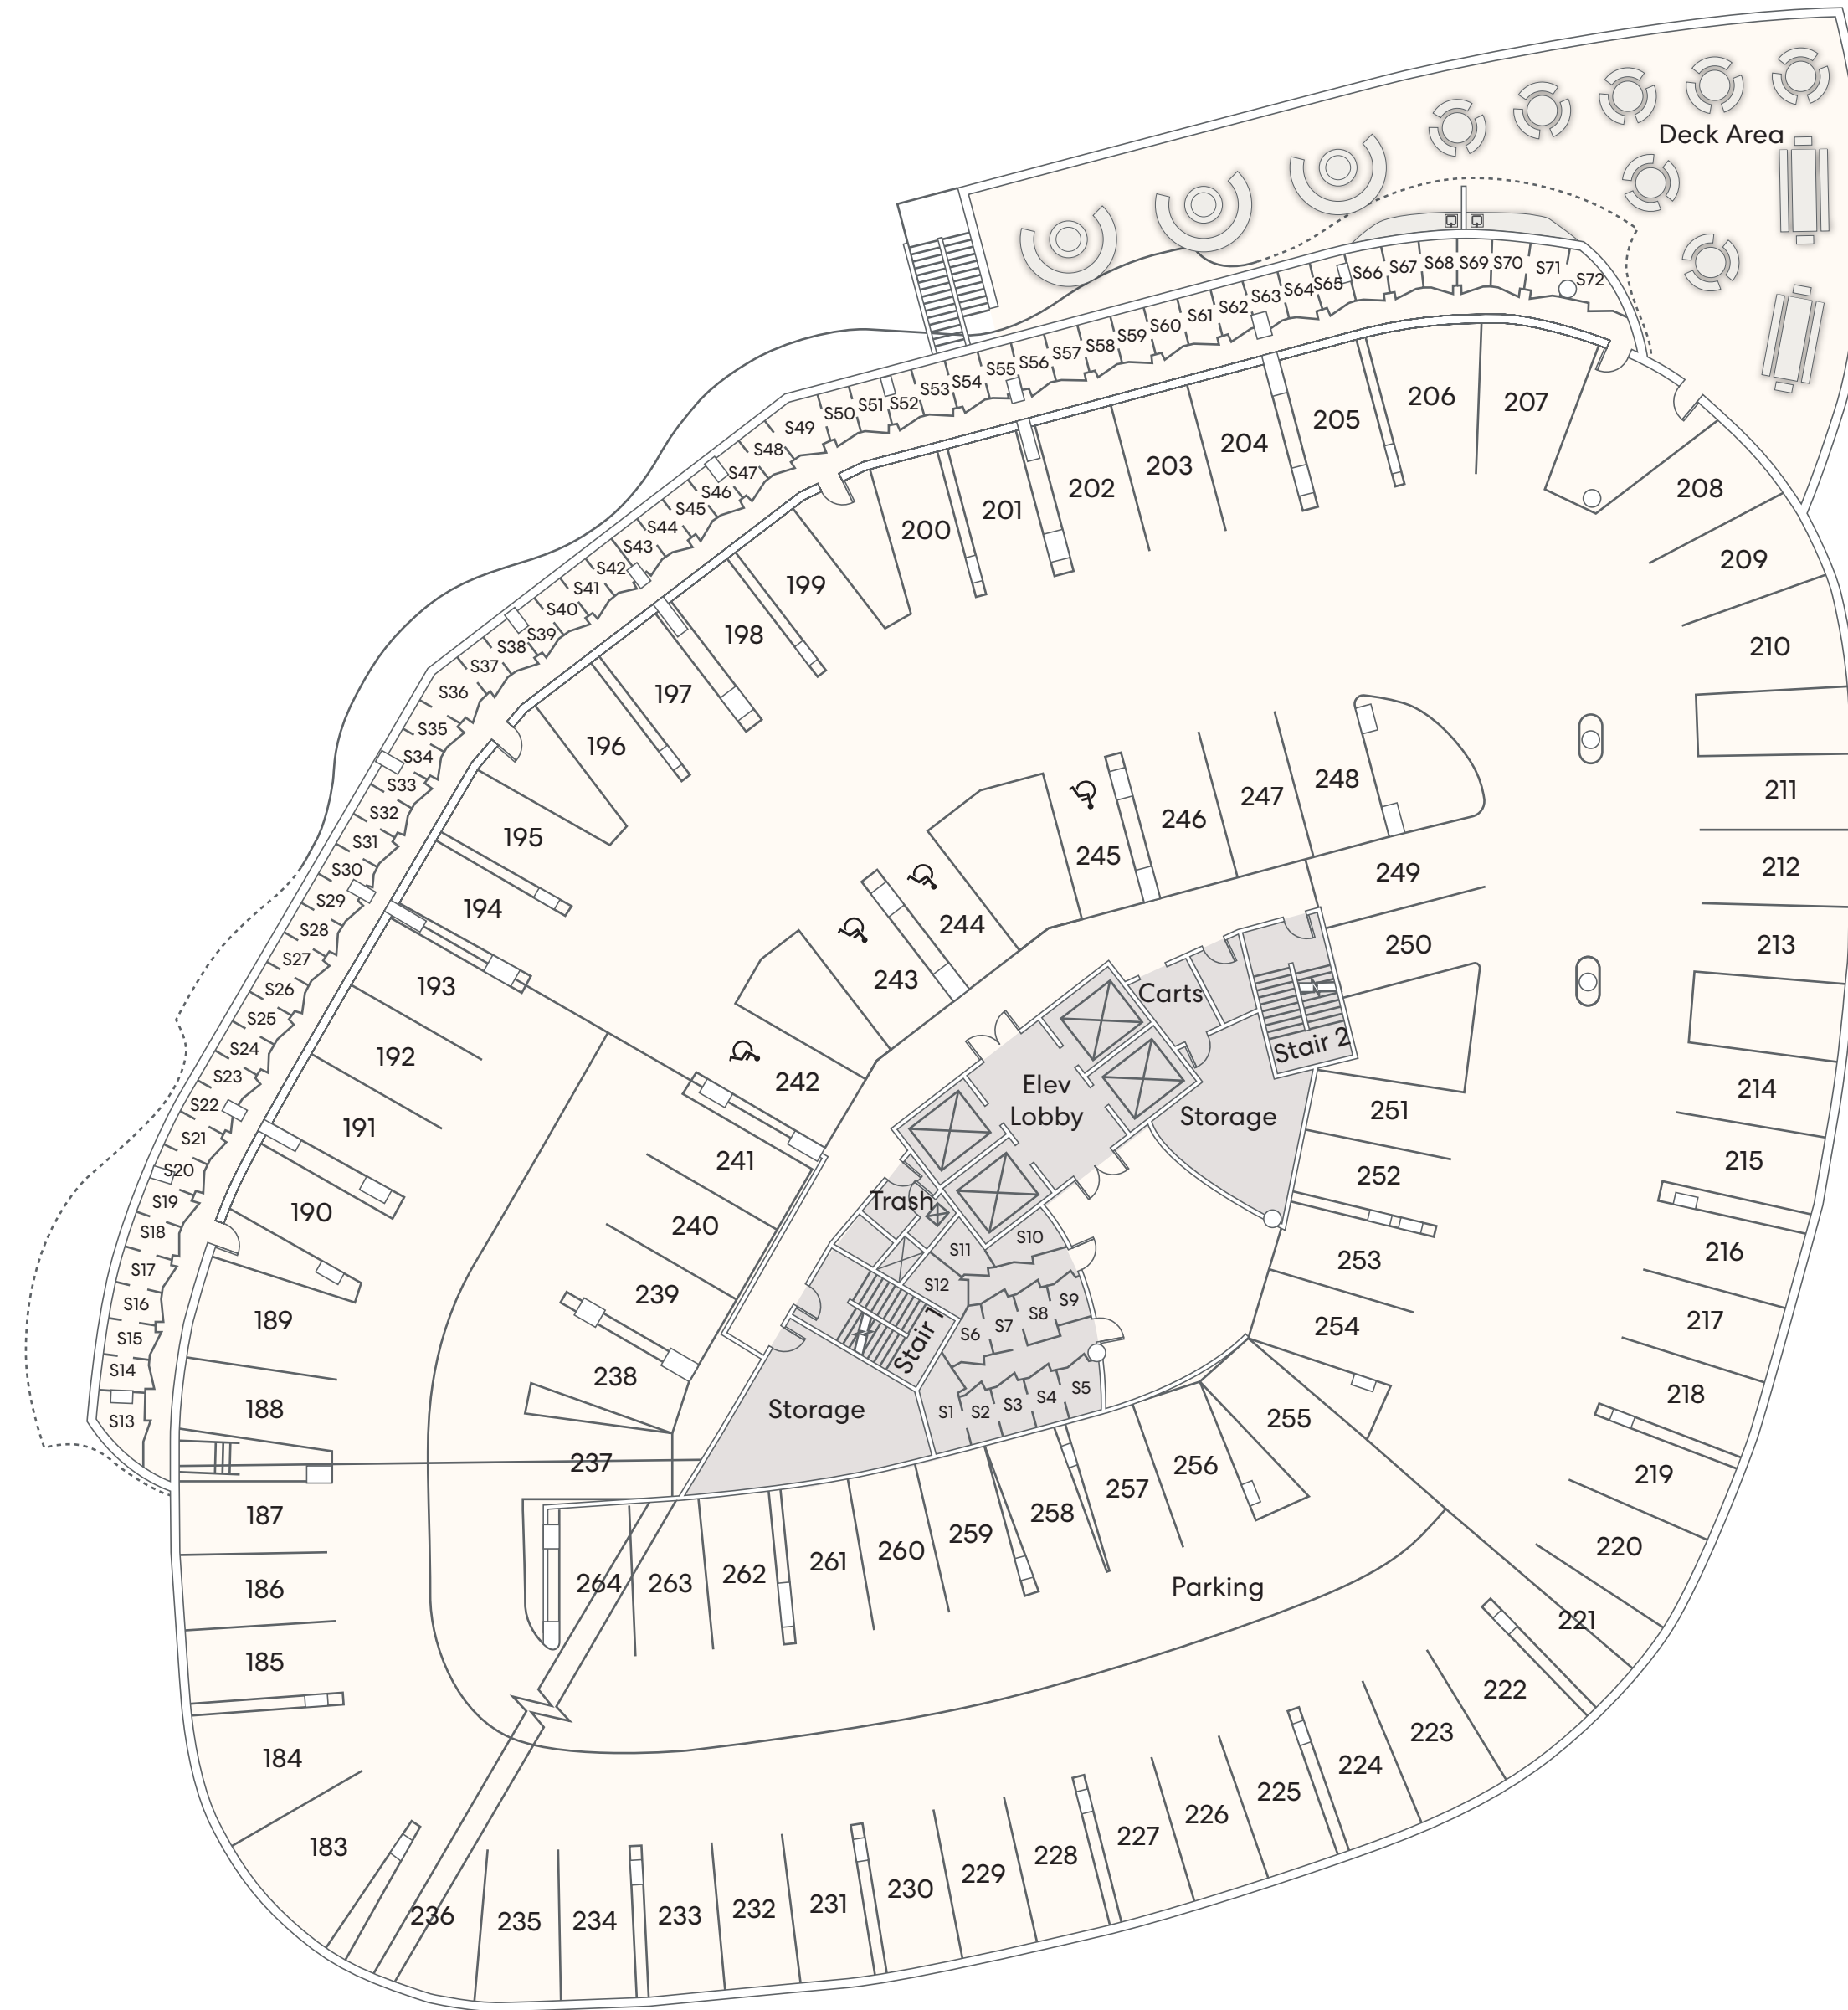 Deck Area
S72
S71
S70
S69
S68
S67
S66
S65
S64
S63
S62
S61
S60
S59
S58
S57
S56
S55
S54
S53
S52
S51
S50
S49
S48
S47
S46
S45
S44
S43
S42
S41
S40
S39
S38
S37
S36
S35
S34
S33
S32
S31
S30
S29
S28
S27
S26
S25
S24
S23
S22
S21
S20
S19
S18
S17
S16
S15
S14
S13
207
206
205
204
203
202
201
200
199
198
197
196
195
194
193
192
191
190
189
188
187
186
185
184
183
208
209
210
211
212
213
214
215
216
217
218
219
220
221
222
223
224
225
226
227
228
229
230
231
232
233
234
235
236
248
247
246
245
244
243
242
241
240
239
238
237
249
250
251
252
253
254
255
256
257
258
259
260
261
262
263
264
Carts
Stair 2
Elev
Lobby
Storage
Trash
S10
S11
S12
S9
S8
S7
S6
Stair 1
S5
S4
S3
S2
S1
Storage
Parking